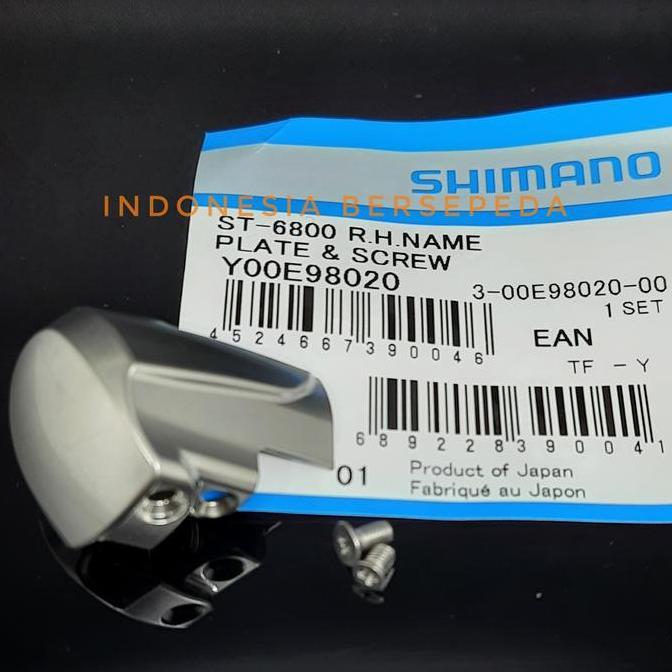 SHIMANO
INDONESIA BERSEPEDA
ST-6800 R.H.NAME
PLATE & SCREW
Y00E98020
3-00E98020-00
1 SET
4524667390046
EAN
TF - Y
689228390041
01
Product of Japan
Fabriqué au Japon